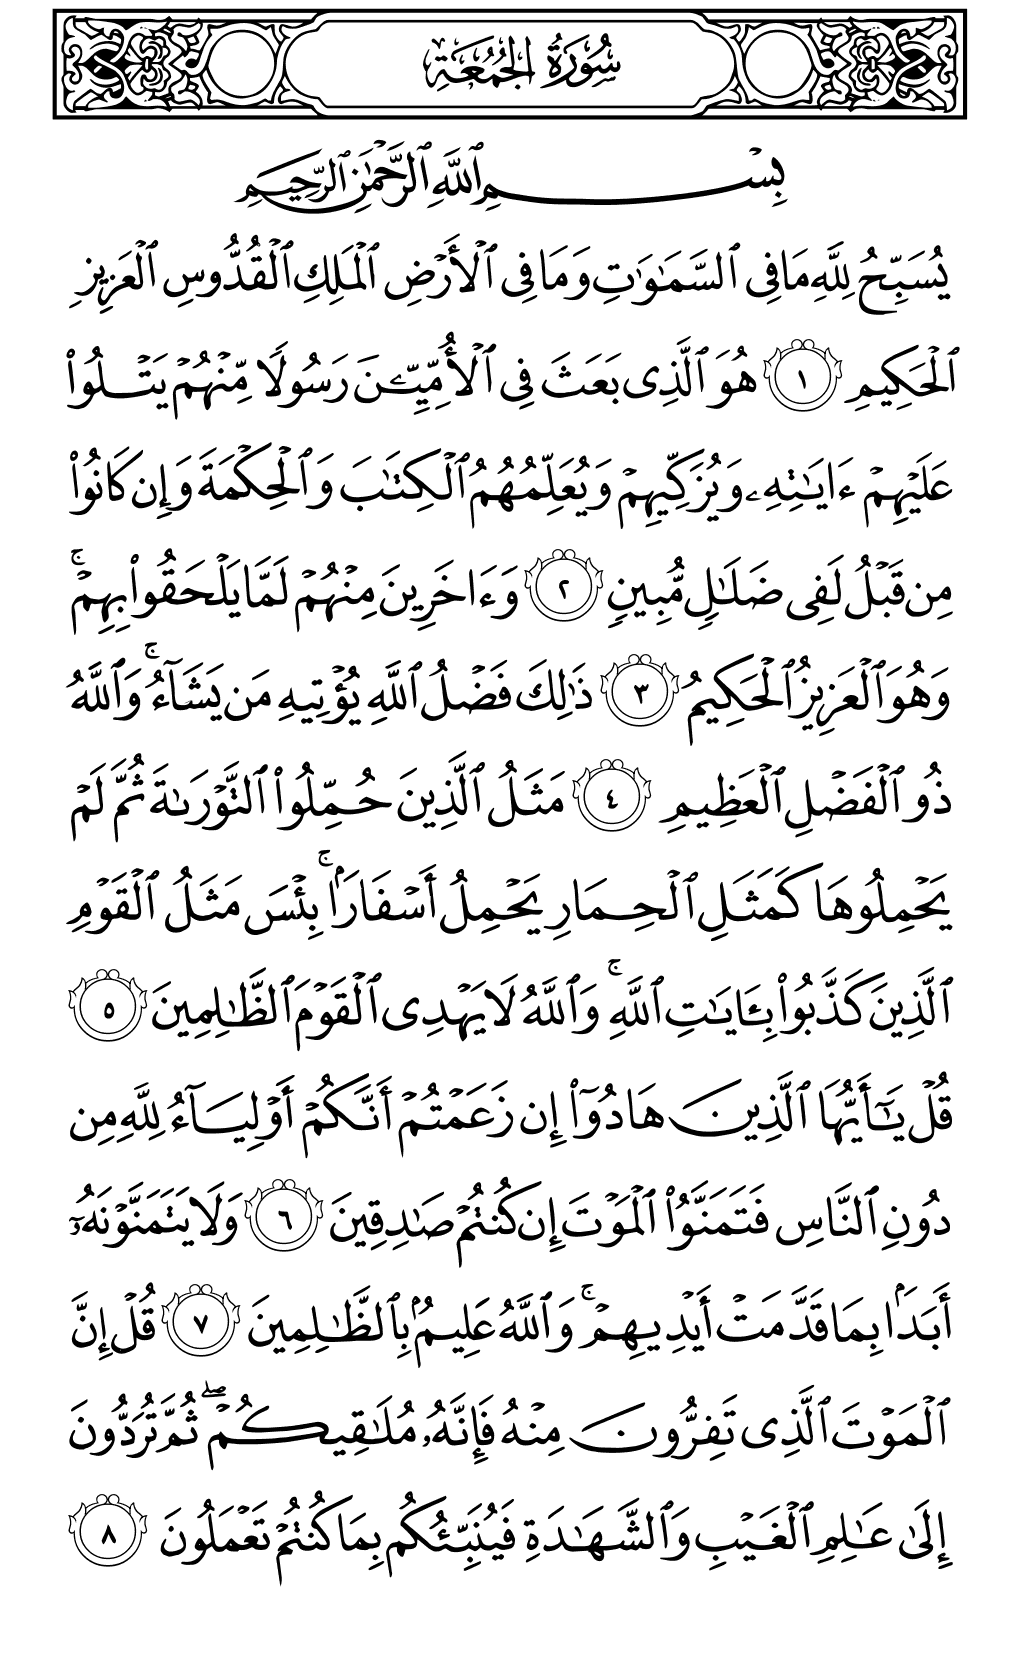 سُورَةُ الجُمُعَةِ
بِسۡمِ ٱللَّهِ ٱلرَّحۡمَٰنِ ٱلرَّحِيمِ
يُسَبِّحُ لِلَّهِ مَا فِي ٱلسَّمَٰوَٰتِ وَمَا فِي ٱلۡأَرۡضِ ٱلۡمَلِكِ ٱلۡقُدُّوسِ ٱلۡعَزِيزِ
ٱلۡحَكِيمِ ١ هُوَ ٱلَّذِي بَعَثَ فِي ٱلۡأُمِّيِّـۧنَ رَسُولٗا مِّنۡهُمۡ يَتۡلُواْ
عَلَيۡهِمۡ ءَايَٰتِهِۦ وَيُزَكِّيهِمۡ وَيُعَلِّمُهُمُ ٱلۡكِتَٰبَ وَٱلۡحِكۡمَةَ وَإِن كَانُواْ
مِن قَبۡلُ لَفِي ضَلَٰلٖ مُّبِينٖ ٢ وَءَاخَرِينَ مِنۡهُمۡ لَمَّا يَلۡحَقُواْ بِهِمۡۚ
وَهُوَ ٱلۡعَزِيزُ ٱلۡحَكِيمُ ٣ ذَٰلِكَ فَضۡلُ ٱللَّهِ يُؤۡتِيهِ مَن يَشَآءُۚ وَٱللَّهُ
ذُو ٱلۡفَضۡلِ ٱلۡعَظِيمِ ٤ مَثَلُ ٱلَّذِينَ حُمِّلُواْ ٱلتَّوۡرَىٰةَ ثُمَّ لَمۡ
يَحۡمِلُوهَا كَمَثَلِ ٱلۡحِمَارِ يَحۡمِلُ أَسۡفَارَۢاۚ بِئۡسَ مَثَلُ ٱلۡقَوۡمِ
ٱلَّذِينَ كَذَّبُواْ بِـَٔايَٰتِ ٱللَّهِۚ وَٱللَّهُ لَا يَهۡدِي ٱلۡقَوۡمَ ٱلظَّٰلِمِينَ ٥
قُلۡ يَٰٓأَيُّهَا ٱلَّذِينَ هَادُوٓاْ إِن زَعَمۡتُمۡ أَنَّكُمۡ أَوۡلِيَآءُ لِلَّهِ مِن
دُونِ ٱلنَّاسِ فَتَمَنَّوُاْ ٱلۡمَوۡتَ إِن كُنتُمۡ صَٰدِقِينَ ٦ وَلَا يَتَمَنَّوۡنَهُۥٓ
أَبَدَۢا بِمَا قَدَّمَتۡ أَيۡدِيهِمۡۚ وَٱللَّهُ عَلِيمُۢ بِٱلظَّٰلِمِينَ ٧ قُلۡ إِنَّ
ٱلۡمَوۡتَ ٱلَّذِي تَفِرُّونَ مِنۡهُ فَإِنَّهُۥ مُلَٰقِيكُمۡۖ ثُمَّ تُرَدُّونَ
إِلَىٰ عَٰلِمِ ٱلۡغَيۡبِ وَٱلشَّهَٰدَةِ فَيُنَبِّئُكُم بِمَا كُنتُمۡ تَعۡمَلُونَ ٨